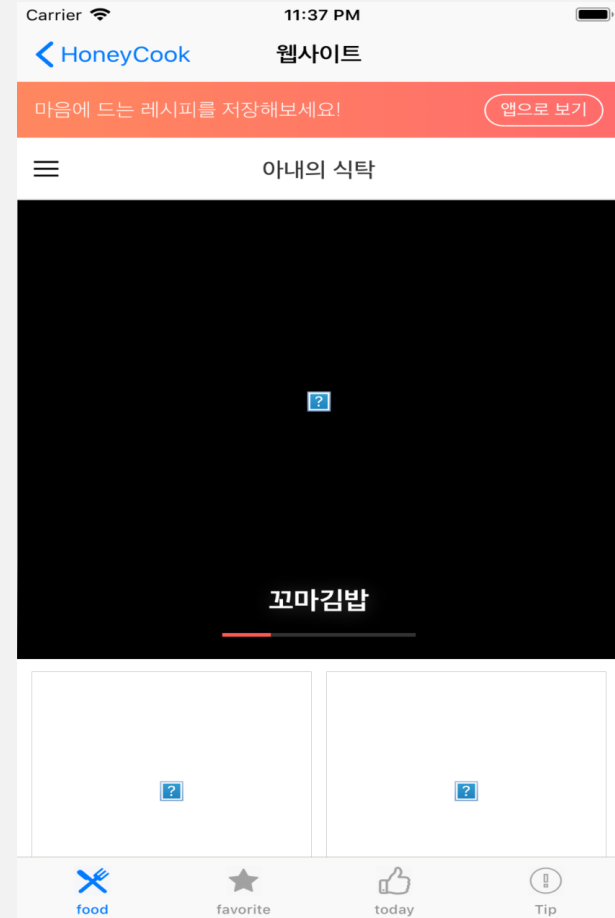 Carrier 11:37 PM
HoneyCook 웹사이트
마음에 드는 레시피를 저장해보세요! 앱으로 보기
아내의 식탁
꼬마김밥
food favorite today Tip